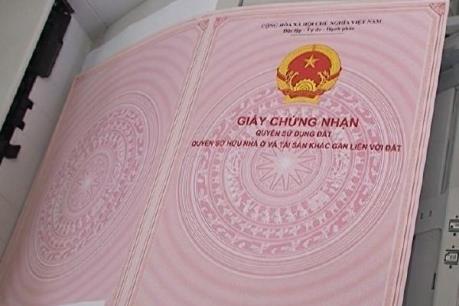 CỘNG HÒA XÃ HỘI CHỦ NGHĨA VIỆT NAM
Độc lập - Tự do - Hạnh phúc
GIẤY CHỨNG NHẬN
QUYỀN SỬ DỤNG ĐẤT
QUYỀN SỞ HỮU NHÀ Ở VÀ TÀI SẢN KHÁC GẮN LIỀN VỚI ĐẤT